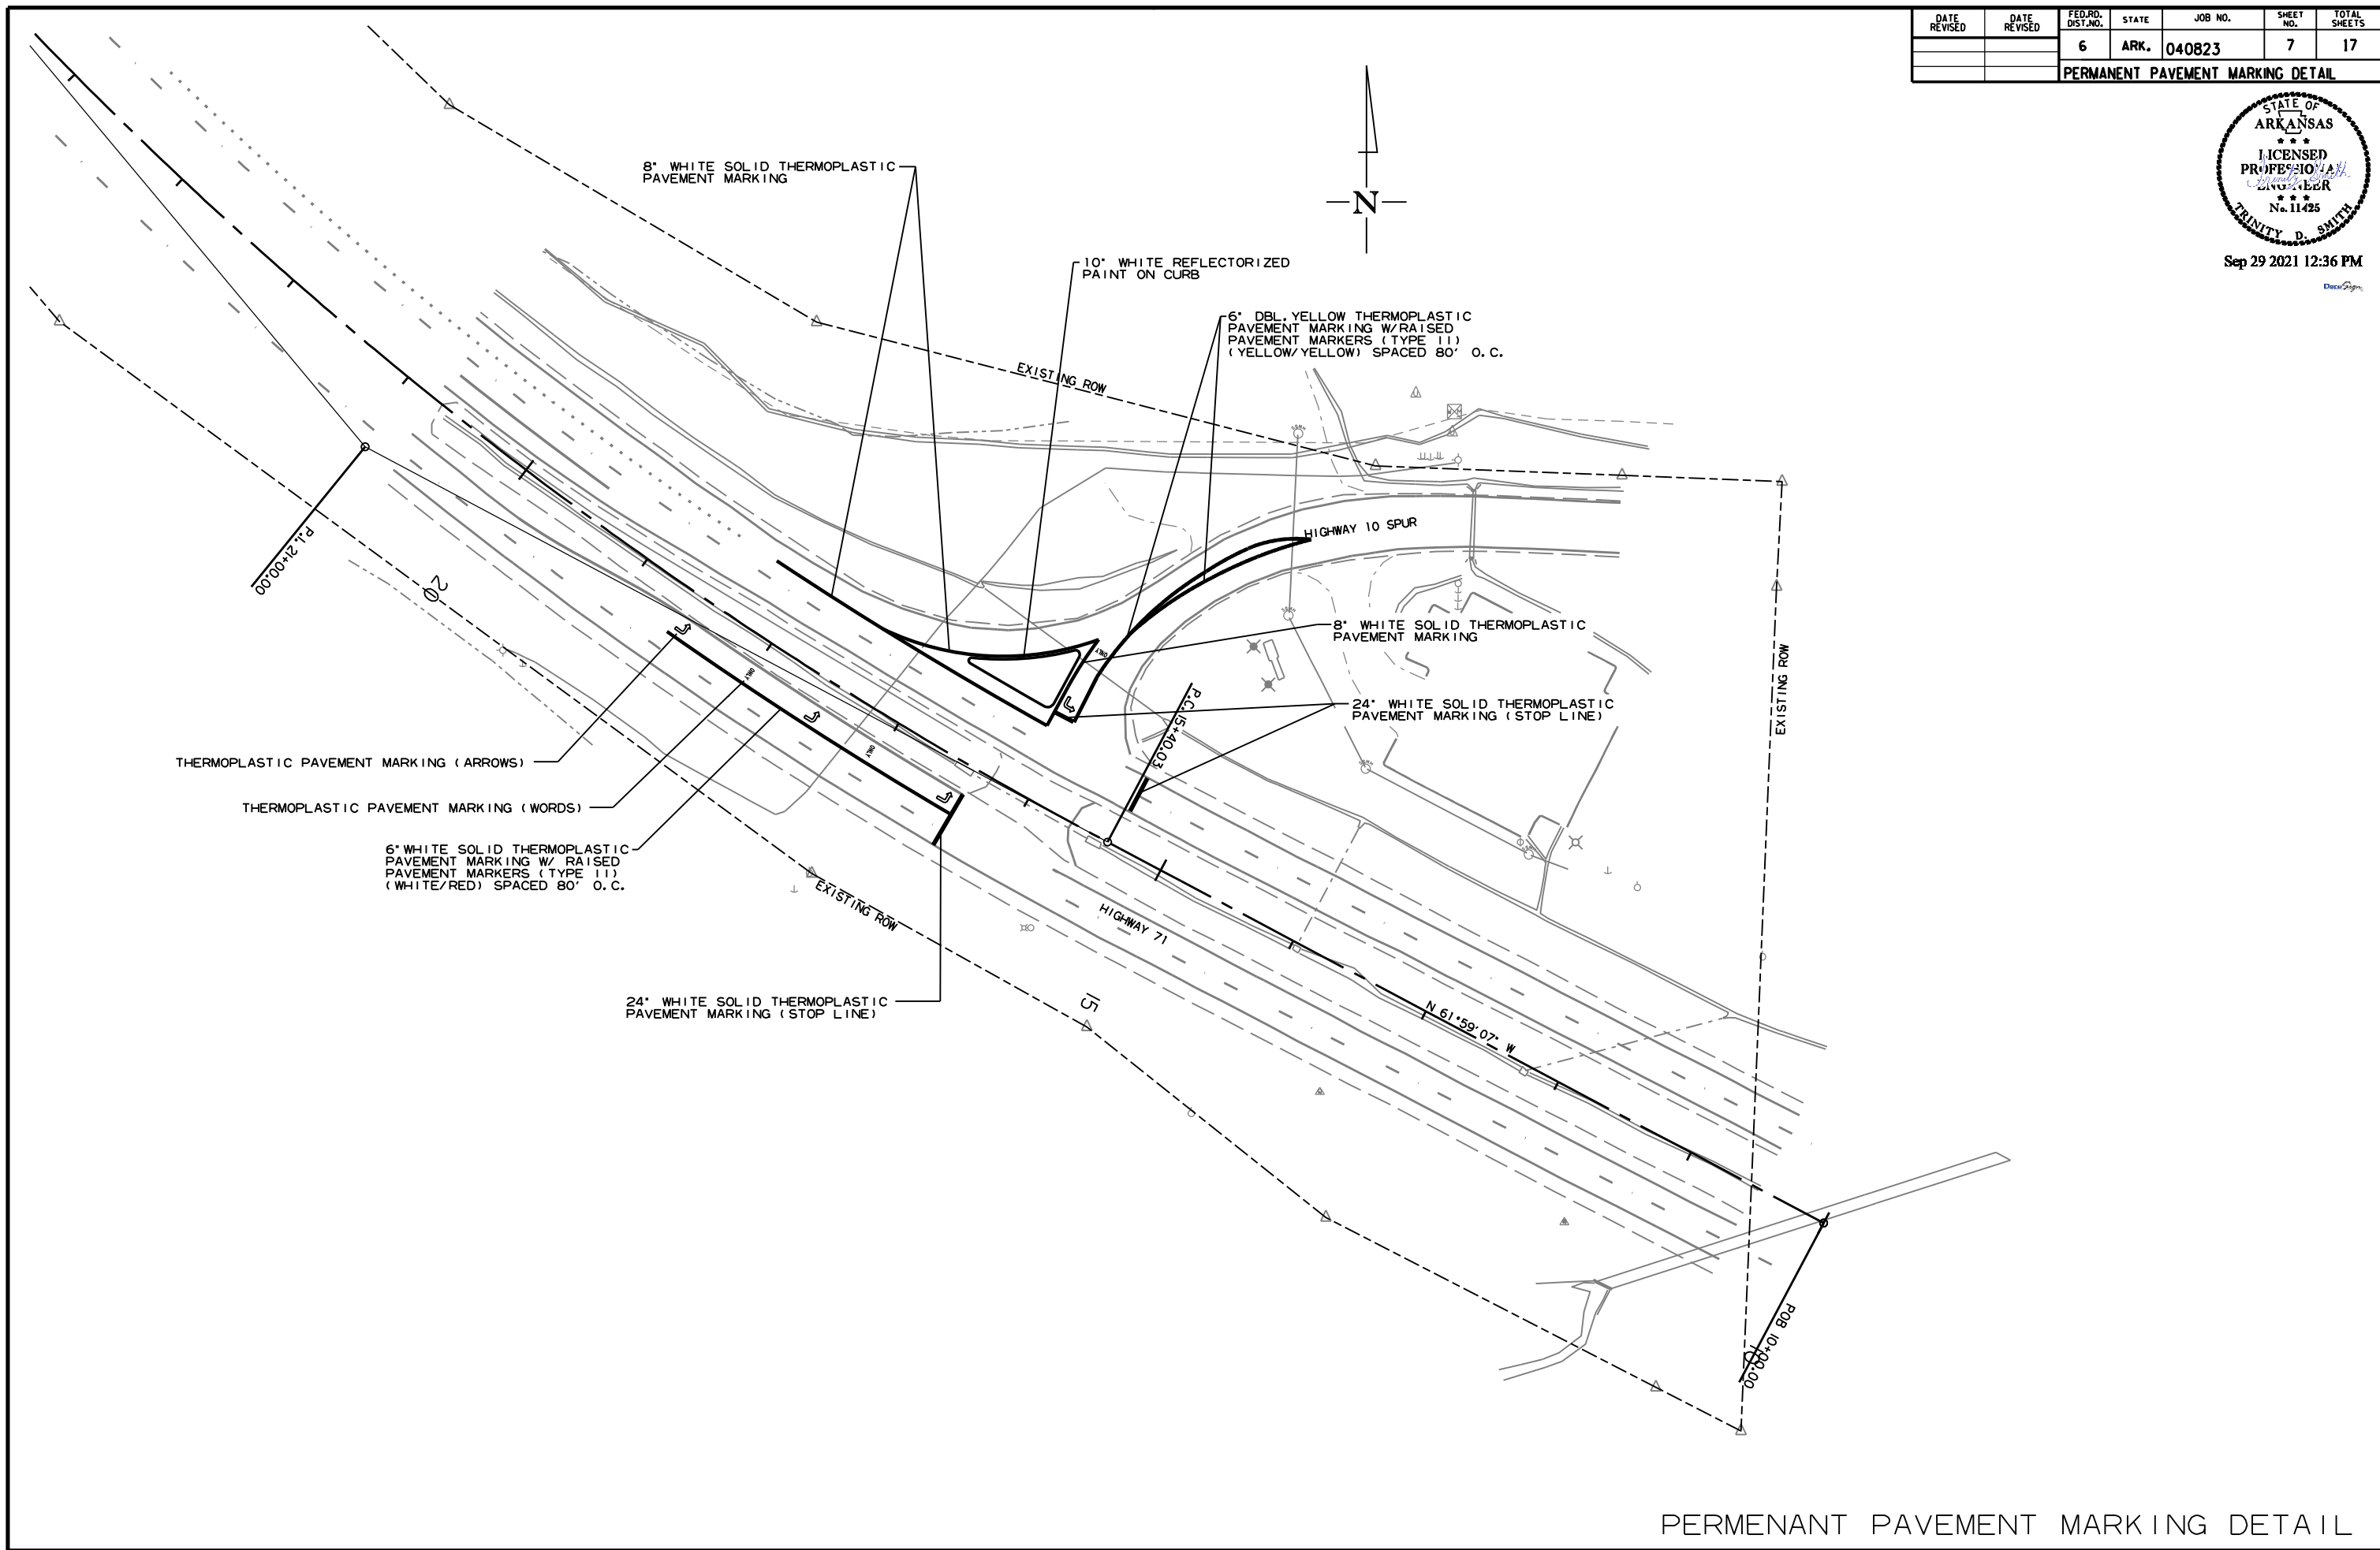 DATE REVISED
DATE REVISED
FED.RD. DIST.NO.
STATE
JOB NO.
SHEET NO.
TOTAL SHEETS
6
ARK.
040823
7
17
PERMANENT PAVEMENT MARKING DETAIL
STATE OF
ARKANSAS
★ ★ ★
LICENSED
PROFESSIONAL
ENGINEER
★ ★ ★
No. 11425
TRINITY D. SMITH
Sep 29 2021 12:36 PM
8" WHITE SOLID THERMOPLASTIC
PAVEMENT MARKING
N
10" WHITE REFLECTORIZED
PAINT ON CURB
6" DBL. YELLOW THERMOPLASTIC
PAVEMENT MARKING W/RAISED
PAVEMENT MARKERS (TYPE II)
(YELLOW/YELLOW) SPACED 80' O.C.
EXISTING ROW
HIGHWAY 10 SPUR
P.I. 21+00.00
20
8" WHITE SOLID THERMOPLASTIC
PAVEMENT MARKING
ONLY
ONLY
ONLY
EXISTING ROW
P.C. 15+40.03
24" WHITE SOLID THERMOPLASTIC
PAVEMENT MARKING (STOP LINE)
THERMOPLASTIC PAVEMENT MARKING (ARROWS)
THERMOPLASTIC PAVEMENT MARKING (WORDS)
6" WHITE SOLID THERMOPLASTIC
PAVEMENT MARKING W/ RAISED
PAVEMENT MARKERS (TYPE II)
(WHITE/RED) SPACED 80' O.C.
EXISTING ROW
HIGHWAY 71
24" WHITE SOLID THERMOPLASTIC
PAVEMENT MARKING (STOP LINE)
15
N 61°59'07" W
POB 10+00.00
PERMENANT PAVEMENT MARKING DETAIL